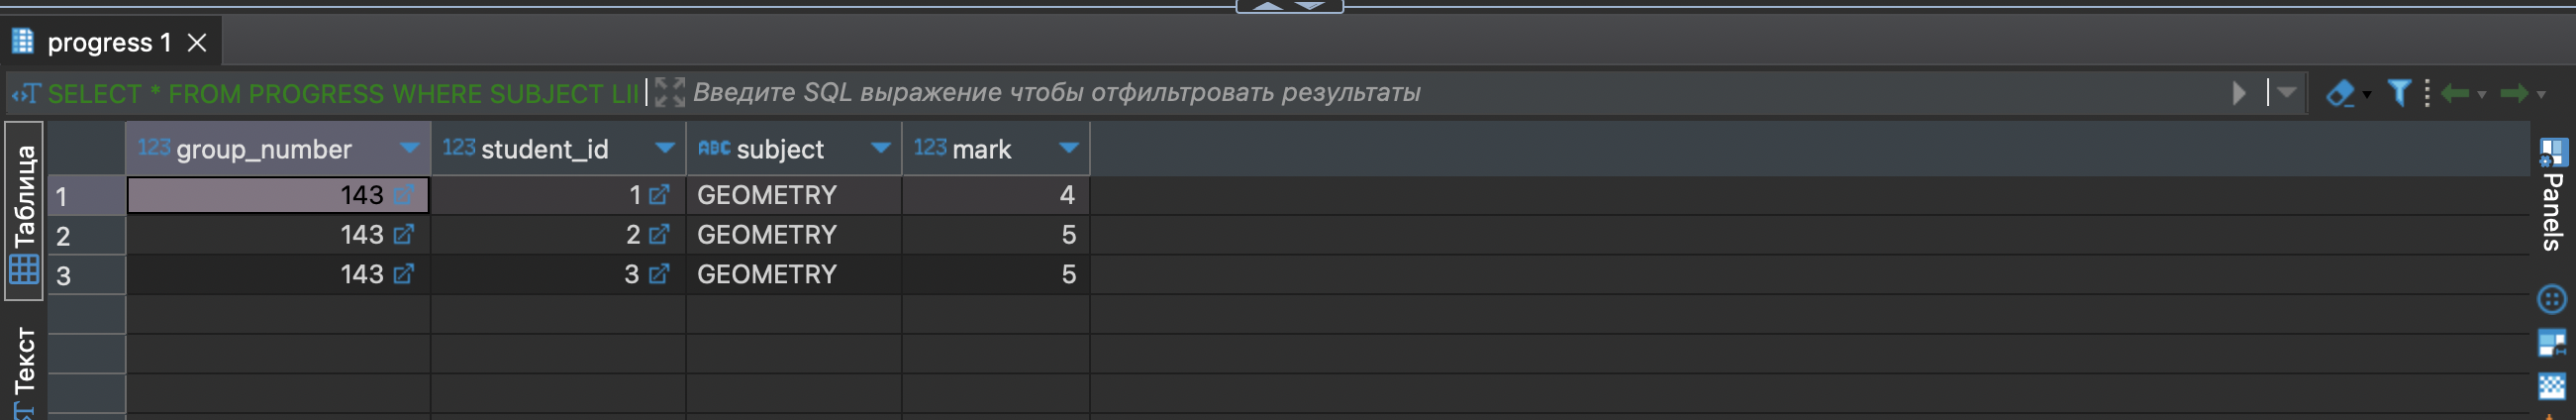 progress 1
SELECT * FROM PROGRESS WHERE SUBJECT LII Введите SQL выражение чтобы отфильтровать результаты
Таблица
Текст
123 group_number 123 student_id ABC subject 123 mark
1 143 1 GEOMETRY 4
2 143 2 GEOMETRY 5
3 143 3 GEOMETRY 5
Panels